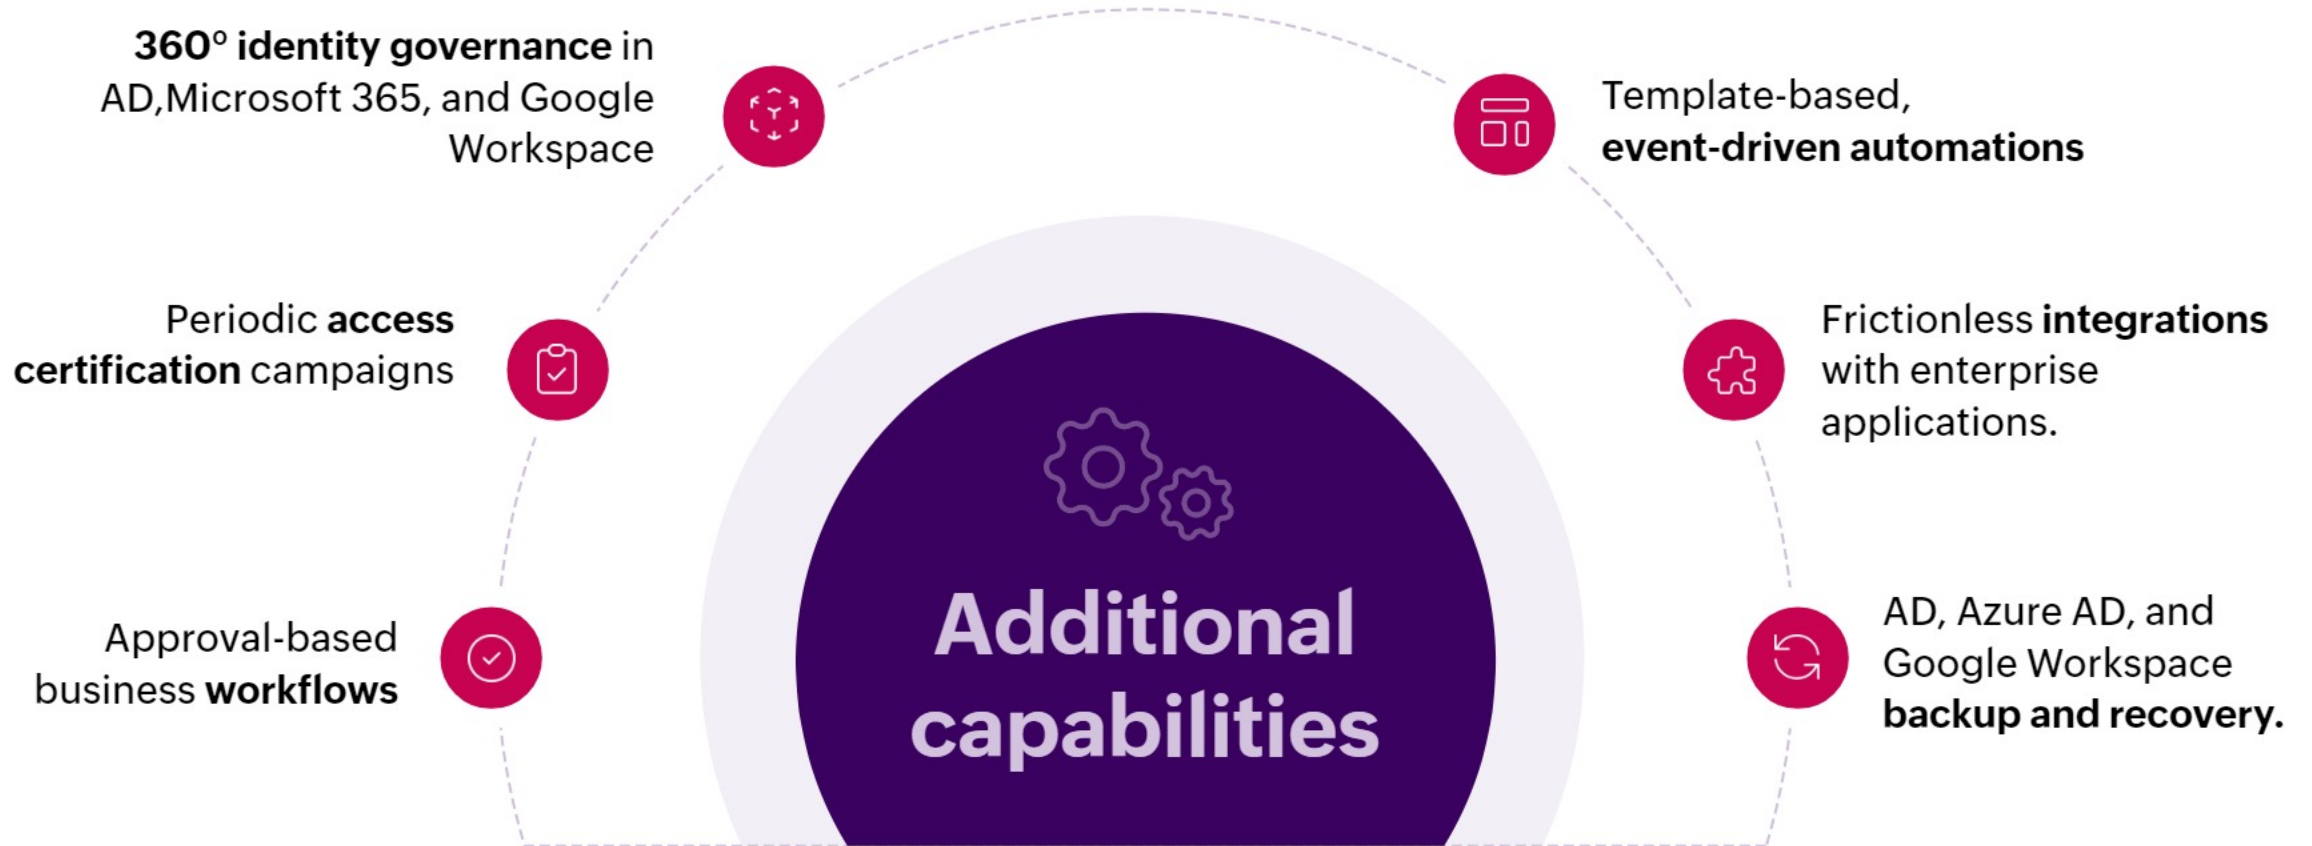 360° identity governance in
AD,Microsoft 365, and Google
Workspace
Periodic access
certification campaigns
Approval-based
business workflows
Additional
capabilities
Template-based,
event-driven automations
Frictionless integrations
with enterprise
applications.
AD, Azure AD, and
Google Workspace
backup and recovery.